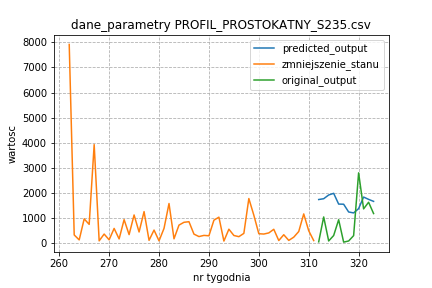 dane_parametry PROFIL_PROSTOKATNY_S235.csv
predicted_output
zmniejszenie_stanu
original_output
wartosc
8000
7000
6000
5000
4000
3000
2000
1000
0
260 270 280 290 300 310 320
nr tygodnia